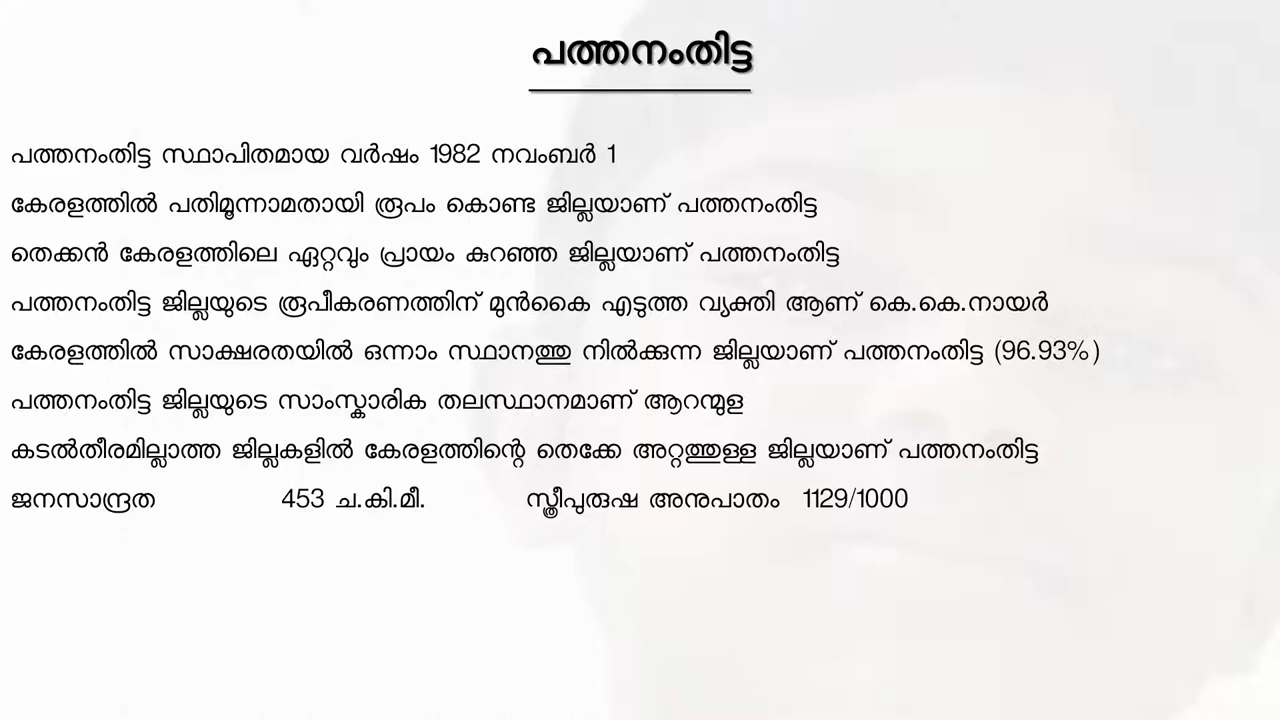 പത്തനംതിട്ട
പത്തനംതിട്ട സ്ഥാപിതമായ വർഷം 1982 നവംബർ 1
കേരളത്തിൽ പതിമൂന്നാമതായി രൂപം കൊണ്ട ജില്ലയാണ് പത്തനംതിട്ട
തെക്കൻ കേരളത്തിലെ ഏറ്റവും പ്രായം കുറഞ്ഞ ജില്ലയാണ് പത്തനംതിട്ട
പത്തനംതിട്ട ജില്ലയുടെ രൂപീകരണത്തിന് മുൻകൈ എടുത്ത വ്യക്തി ആണ് കെ.കെ.നായർ
കേരളത്തിൽ സാക്ഷരതയിൽ ഒന്നാം സ്ഥാനത്തു നിൽക്കുന്ന ജില്ലയാണ് പത്തനംതിട്ട (96.93%)
പത്തനംതിട്ട ജില്ലയുടെ സാംസ്കാരിക തലസ്ഥാനമാണ് ആറന്മുള
കടൽതീരമില്ലാത്ത ജില്ലകളിൽ കേരളത്തിന്റെ തെക്കേ അറ്റത്തുള്ള ജില്ലയാണ് പത്തനംതിട്ട
ജനസാന്ദ്രത 453 ച.കി.മീ. സ്ത്രീപുരുഷ അനുപാതം 1129/1000